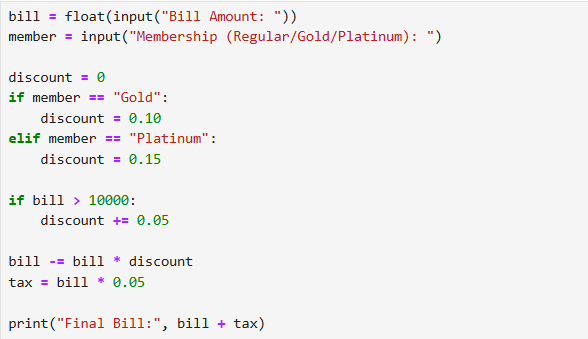 bill = float(input("Bill Amount: "))
member = input("Membership (Regular/Gold/Platinum): ")

discount = 0
if member == "Gold":
    discount = 0.10
elif member == "Platinum":
    discount = 0.15

if bill > 10000:
    discount += 0.05

bill -= bill * discount
tax = bill * 0.05

print("Final Bill:", bill + tax)